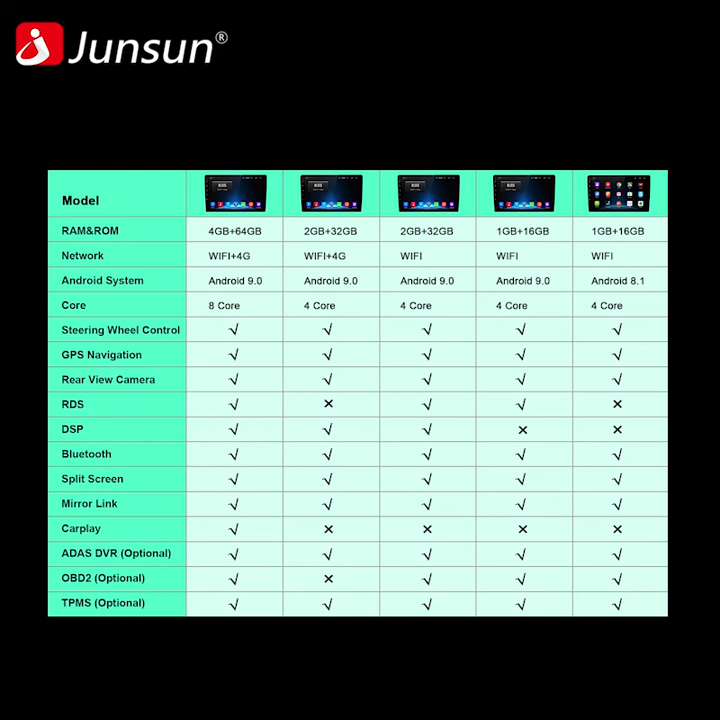 Junsun®
Model
RAM&ROM 4GB+64GB 2GB+32GB 2GB+32GB 1GB+16GB 1GB+16GB
Network WIFI+4G WIFI+4G WIFI WIFI WIFI
Android System Android 9.0 Android 9.0 Android 9.0 Android 9.0 Android 8.1
Core 8 Core 4 Core 4 Core 4 Core 4 Core
Steering Wheel Control √ √ √ √ √
GPS Navigation √ √ √ √ √
Rear View Camera √ √ √ √ √
RDS √ × √ √ ×
DSP √ √ √ × ×
Bluetooth √ √ √ √ √
Split Screen √ √ √ √ √
Mirror Link √ √ √ √ √
Carplay √ × × × ×
ADAS DVR (Optional) √ √ √ √ √
OBD2 (Optional) √ × √ √ √
TPMS (Optional) √ √ √ √ √